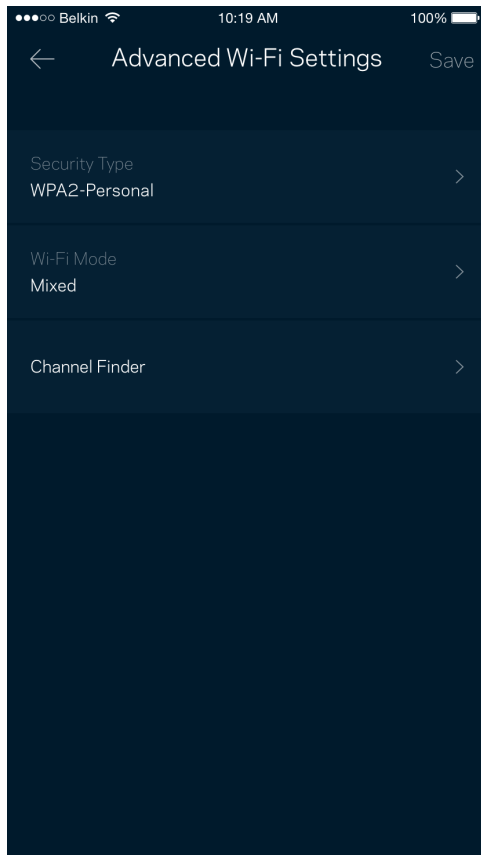 Belkin 10:19 AM 100%
Advanced Wi-Fi Settings Save
Security Type
WPA2-Personal
Wi-Fi Mode
Mixed
Channel Finder